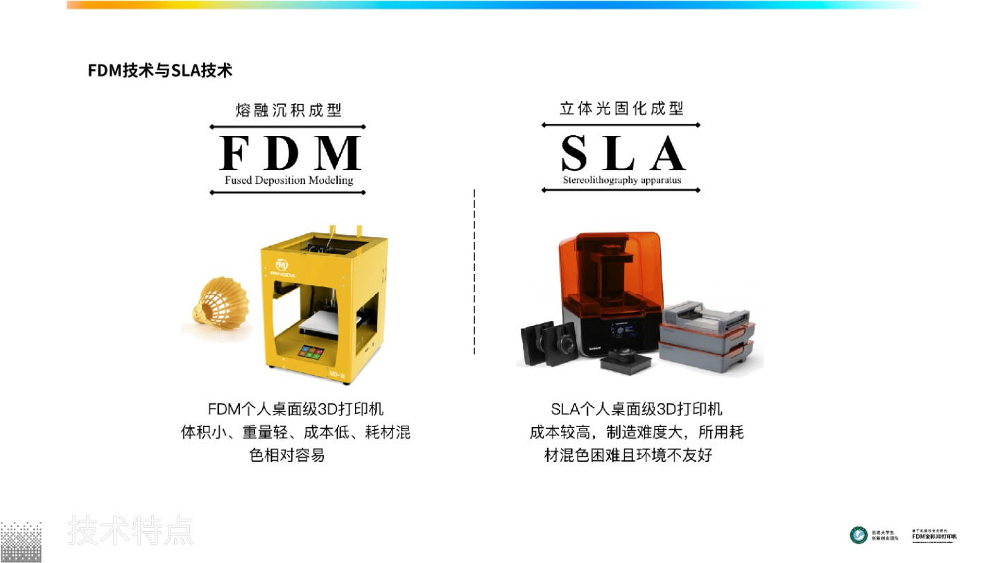 FDM技术与SLA技术
熔融沉积成型
FDM
Fused Deposition Modeling
立体光固化成型
SLA
Stereolithography apparatus
MINGDA
MD-16
FDM个人桌面级3D打印机
体积小、重量轻、成本低、耗材混
色相对容易
SLA个人桌面级3D打印机
成本较高，制造难度大，所用耗
材混色困难且环境不友好
技术特点
创新创业团队
FDM全彩3D打印机